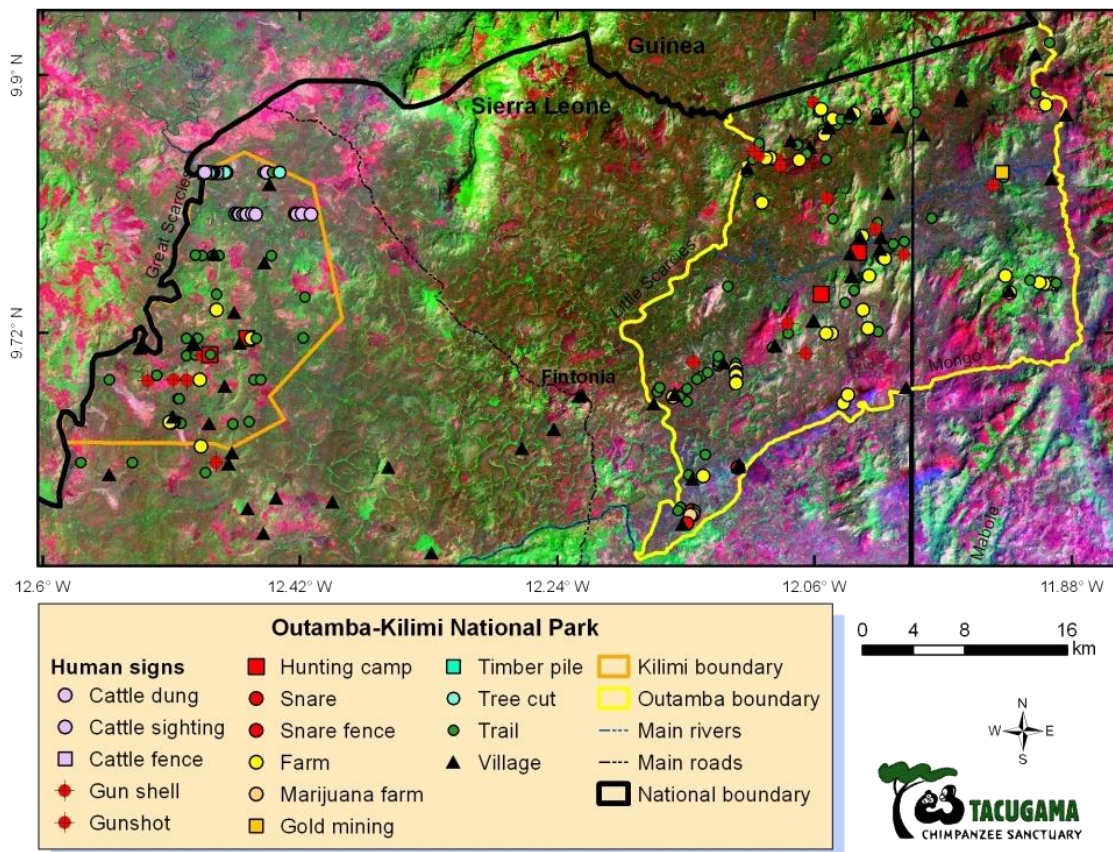 Guinea
Sierra Leone
9.9° N
Great Scarcies
Little Scarcies
9.72° N
Fintonia
Mongo
Mabole
12.6° W
12.42° W
12.24° W
12.06° W
11.88° W
Outamba-Kilimi National Park
Human signs
Cattle dung
Cattle sighting
Cattle fence
Gun shell
Gunshot
Hunting camp
Snare
Snare fence
Farm
Marijuana farm
Gold mining
Timber pile
Tree cut
Trail
Village
Kilimi boundary
Outamba boundary
Main rivers
Main roads
National boundary
0 4 8 16
km
N
W E
S
TACUGAMA
CHIMPANZEE SANCTUARY